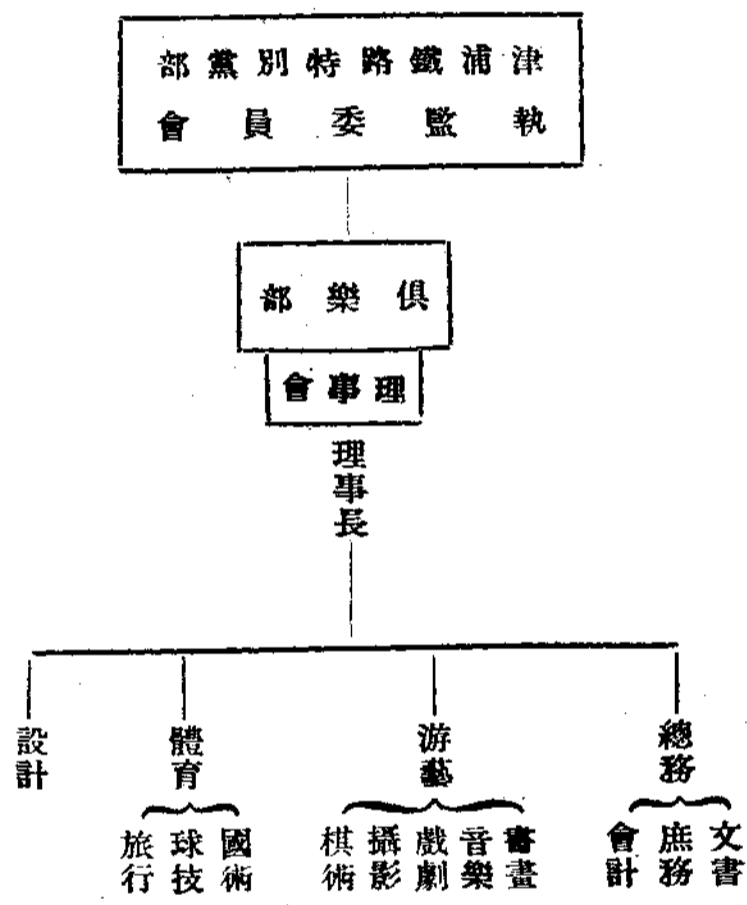 津浦鐵路特別黨部
執監委員會
俱樂部
理事會
理事長
總務
文書
庶務
會計
游藝
書畫
音樂
戲劇
攝影
棋術
體育
國術
球技
旅行
設計